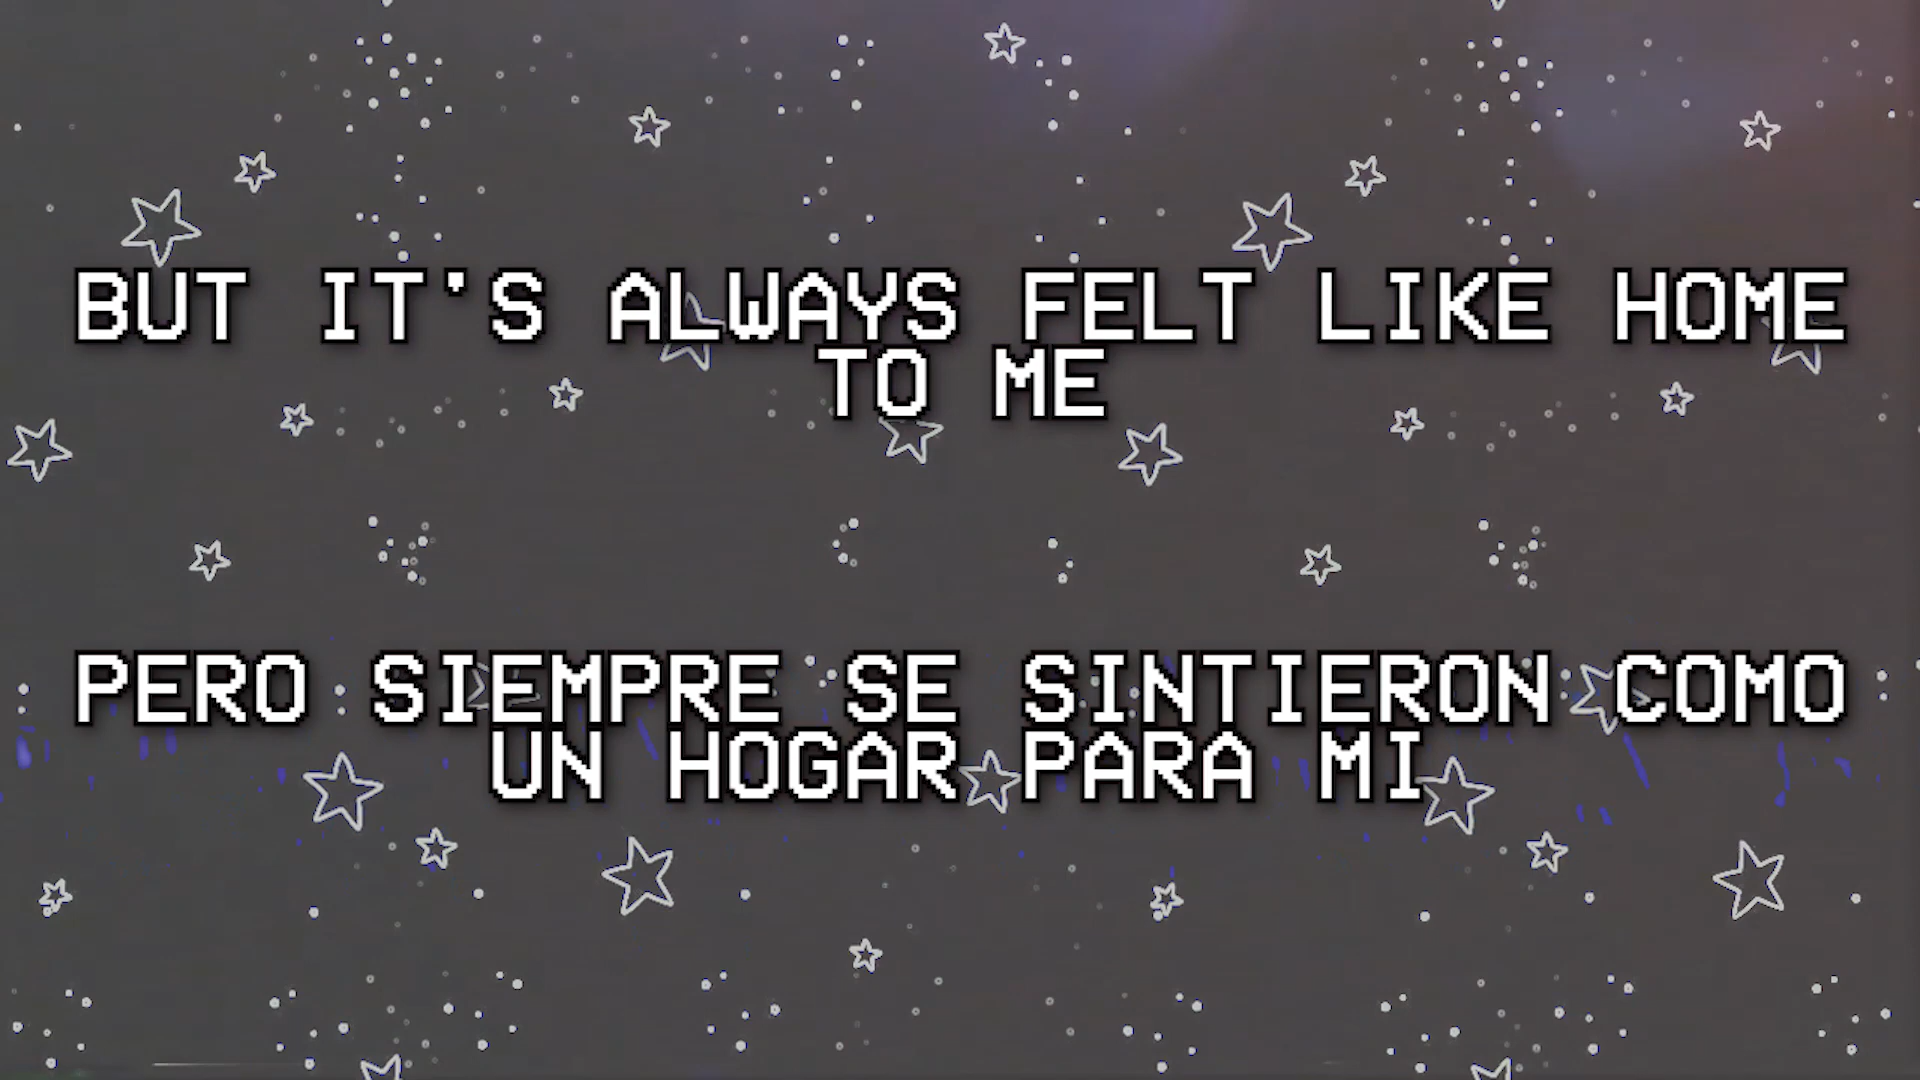 BUT IT'S ALWAYS FELT LIKE HOME
TO ME
PERO SIEMPRE SE SINTIERON COMO
UN HOGAR PARA MI